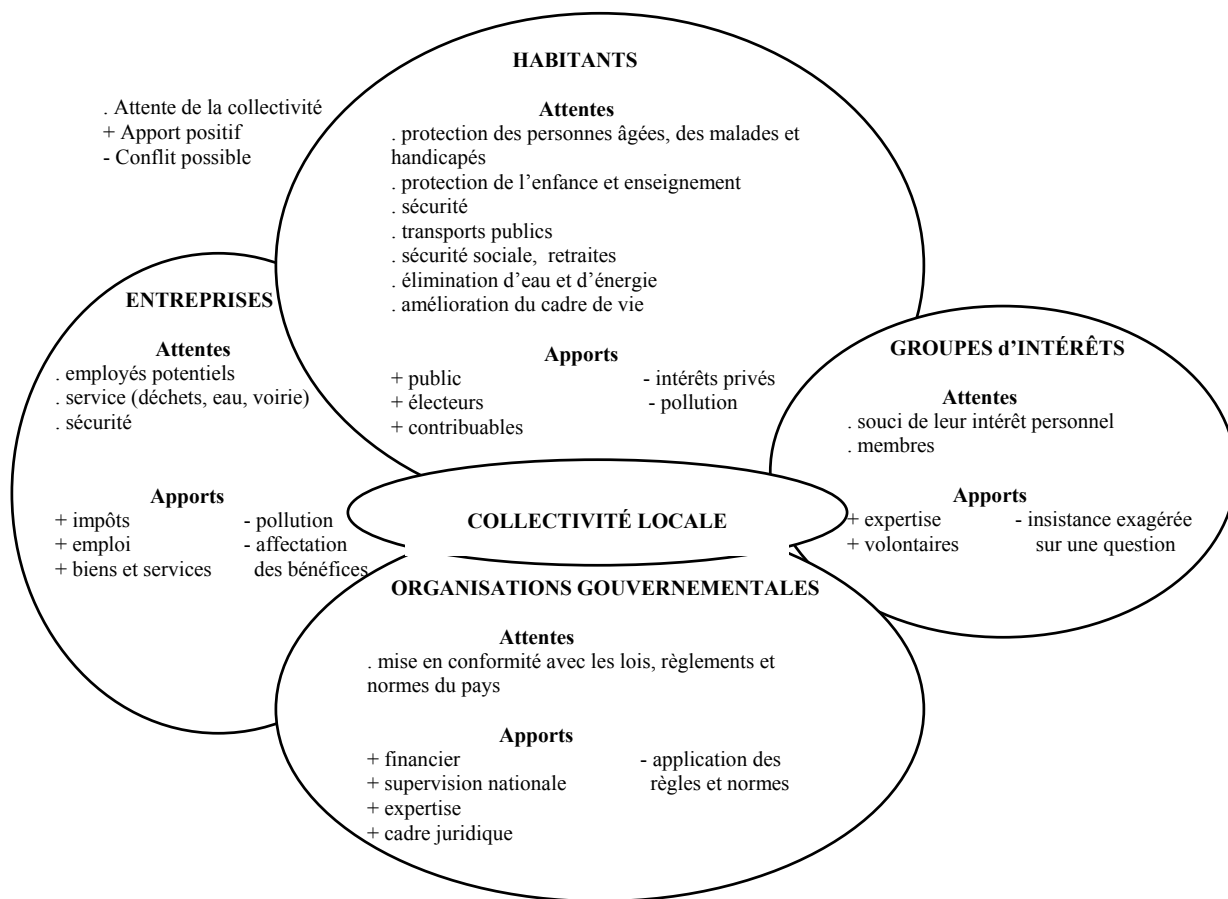 HABITANTS
Attentes
. protection des personnes âgées, des malades et
handicapés
. protection de l'enfance et enseignement
. sécurité
. transports publics
. sécurité sociale, retraites
. élimination d'eau et d'énergie
. amélioration du cadre de vie
Apports
+ public
+ électeurs
+ contribuables
- intérêts privés
- pollution
. Attente de la collectivité
+ Apport positif
- Conflit possible
ENTREPRISES
Attentes
. employés potentiels
. service (déchets, eau, voirie)
. sécurité
Apports
+ impôts
+ emploi
+ biens et services
- pollution
- affectation
des bénéfices
GROUPES d'INTÉRÊTS
Attentes
. souci de leur intérêt personnel
. membres
Apports
+ expertise
+ volontaires
- insistance exagérée
sur une question
COLLECTIVITÉ LOCALE
ORGANISATIONS GOUVERNEMENTALES
Attentes
. mise en conformité avec les lois, règlements et
normes du pays
Apports
+ financier
+ supervision nationale
+ expertise
+ cadre juridique
- application des
règles et normes